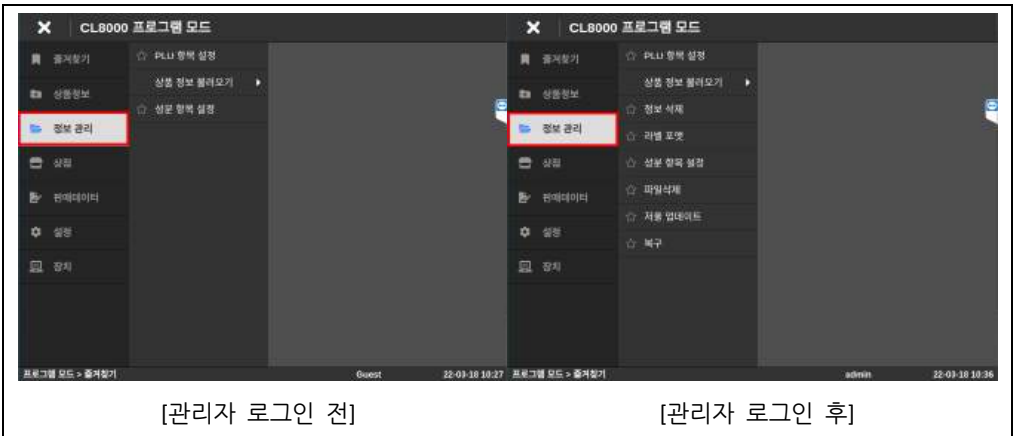 CL8000 프로그램 모드
즐겨찾기
상품정보
정보 관리
상점
판매데이터
설정
장치
PLU 항목 설정
상품 정보 불러오기
성분 항목 설정
프로그램 모드 > 즐겨찾기
Guest
22-03-18 10:27
CL8000 프로그램 모드
즐겨찾기
상품정보
정보 관리
상점
판매데이터
설정
장치
PLU 항목 설정
상품 정보 불러오기
정보 삭제
라벨 포맷
성분 항목 설정
파일삭제
저울 업데이트
복구
프로그램 모드 > 즐겨찾기
admin
22-03-18 10:36
[관리자 로그인 전]
[관리자 로그인 후]